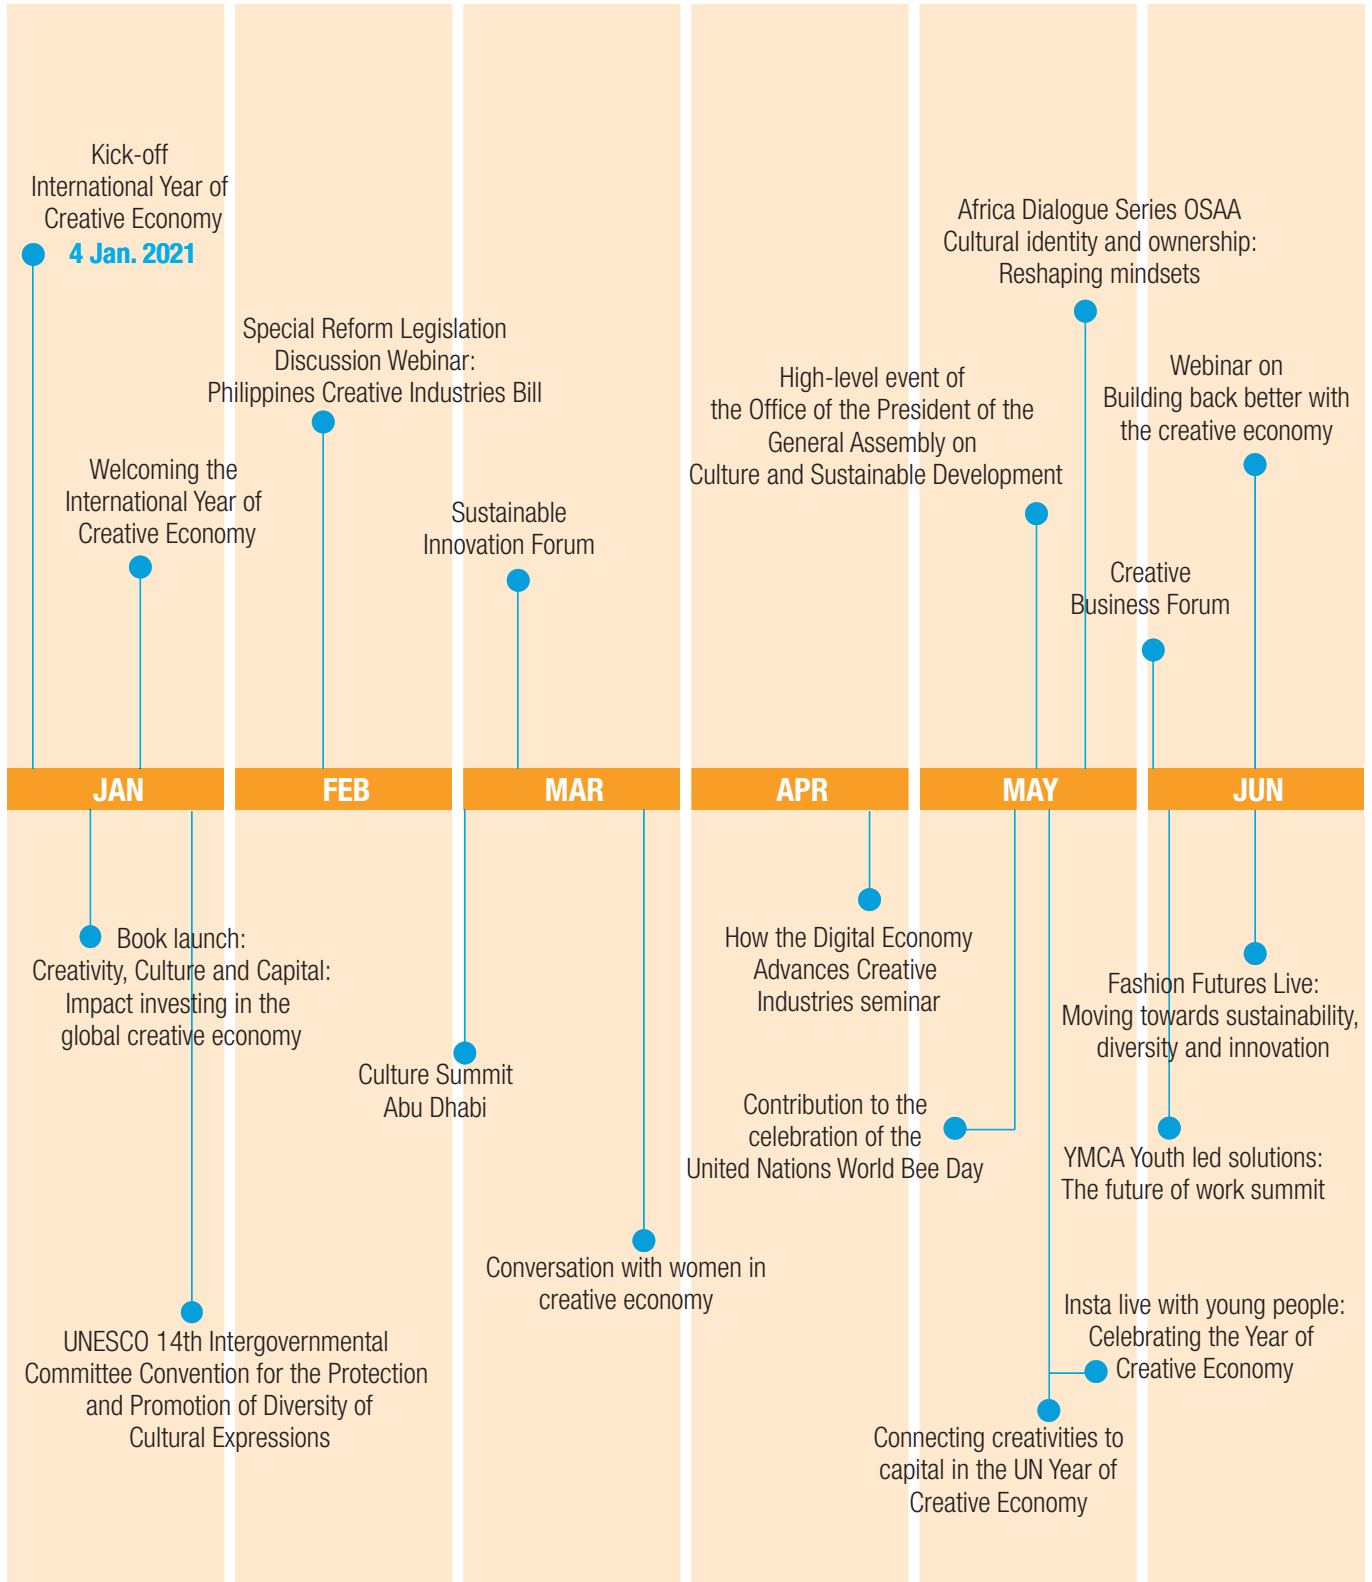 Kick-off
International Year of
Creative Economy
4 Jan. 2021
Welcoming the
International Year of
Creative Economy
Special Reform Legislation
Discussion Webinar:
Philippines Creative Industries Bill
Sustainable
Innovation Forum
High-level event of
the Office of the President of the
General Assembly on
Culture and Sustainable Development
Africa Dialogue Series OSAA
Cultural identity and ownership:
Reshaping mindsets
Creative
Business Forum
Webinar on
Building back better with
the creative economy
JAN
FEB
MAR
APR
MAY
JUN
Book launch:
Creativity, Culture and Capital:
Impact investing in the
global creative economy
UNESCO 14th Intergovernmental
Committee Convention for the Protection
and Promotion of Diversity of
Cultural Expressions
Culture Summit
Abu Dhabi
Conversation with women in
creative economy
How the Digital Economy
Advances Creative
Industries seminar
Contribution to the
celebration of the
United Nations World Bee Day
Connecting creativities to
capital in the UN Year of
Creative Economy
Insta live with young people:
Celebrating the Year of
Creative Economy
YMCA Youth led solutions:
The future of work summit
Fashion Futures Live:
Moving towards sustainability,
diversity and innovation